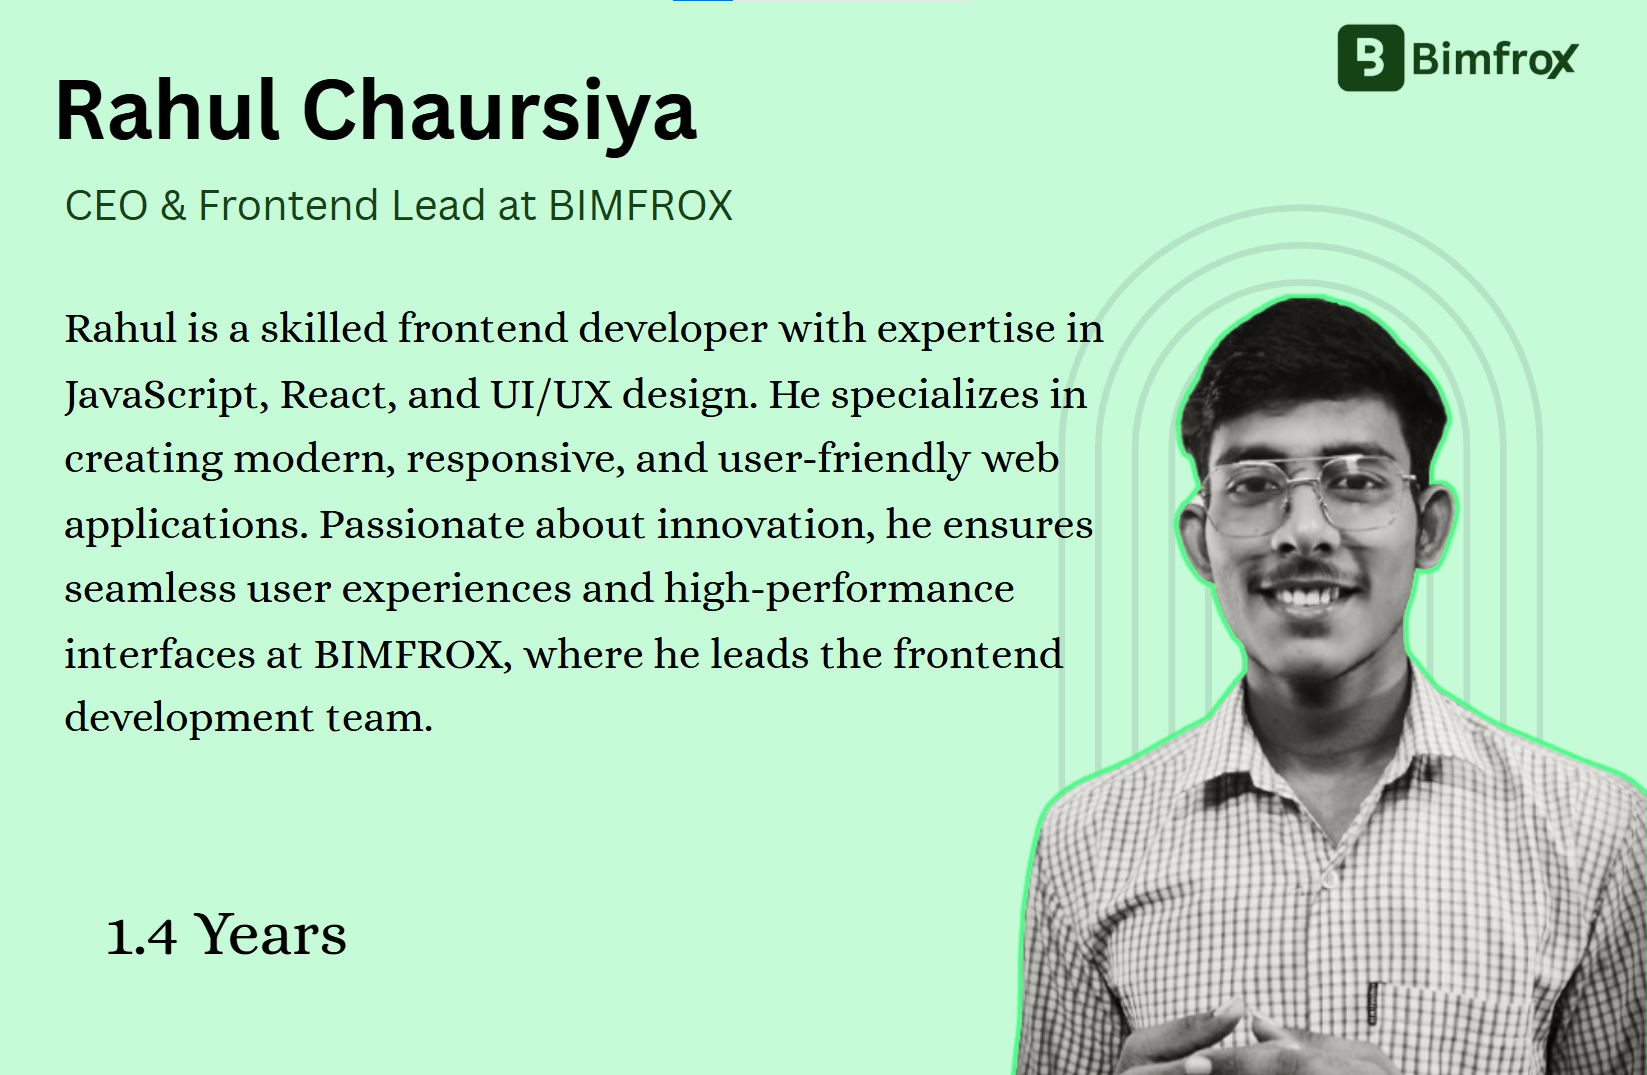 Bimfrox
Rahul Chaursiya
CEO & Frontend Lead at BIMFROX
Rahul is a skilled frontend developer with expertise in
JavaScript, React, and UI/UX design. He specializes in
creating modern, responsive, and user-friendly web
applications. Passionate about innovation, he ensures
seamless user experiences and high-performance
interfaces at BIMFROX, where he leads the frontend
development team.
1.4 Years